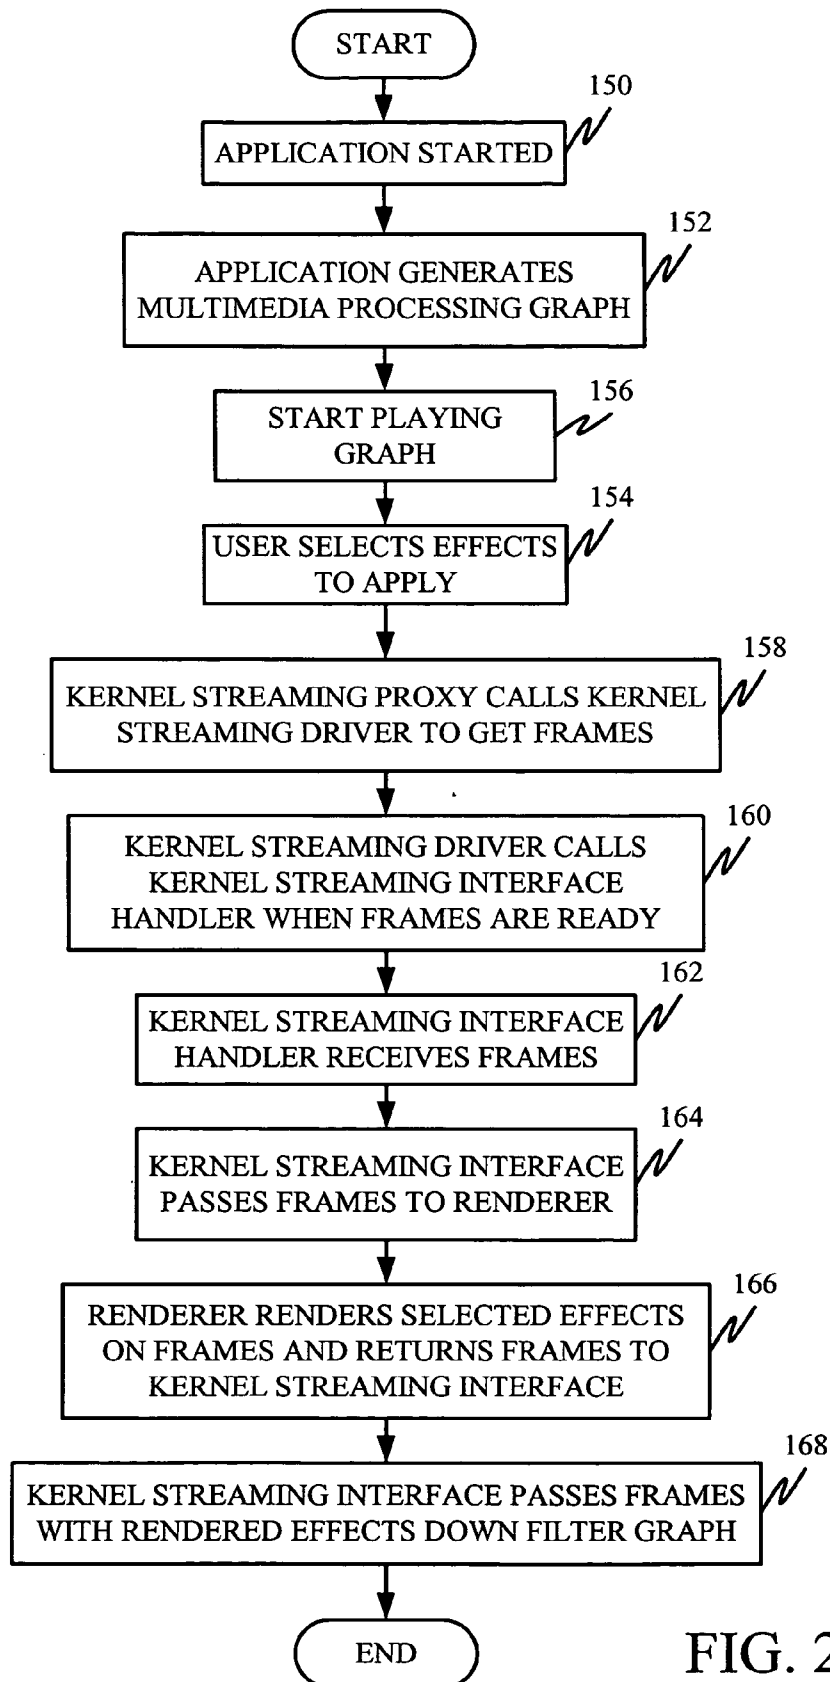 START
150
APPLICATION STARTED
152
APPLICATION GENERATES
MULTIMEDIA PROCESSING GRAPH
156
START PLAYING
GRAPH
154
USER SELECTS EFFECTS
TO APPLY
158
KERNEL STREAMING PROXY CALLS KERNEL
STREAMING DRIVER TO GET FRAMES
160
KERNEL STREAMING DRIVER CALLS
KERNEL STREAMING INTERFACE
HANDLER WHEN FRAMES ARE READY
162
KERNEL STREAMING INTERFACE
HANDLER RECEIVES FRAMES
164
KERNEL STREAMING INTERFACE
PASSES FRAMES TO RENDERER
166
RENDERER RENDERS SELECTED EFFECTS
ON FRAMES AND RETURNS FRAMES TO
KERNEL STREAMING INTERFACE
168
KERNEL STREAMING INTERFACE PASSES FRAMES
WITH RENDERED EFFECTS DOWN FILTER GRAPH
END
FIG. 2